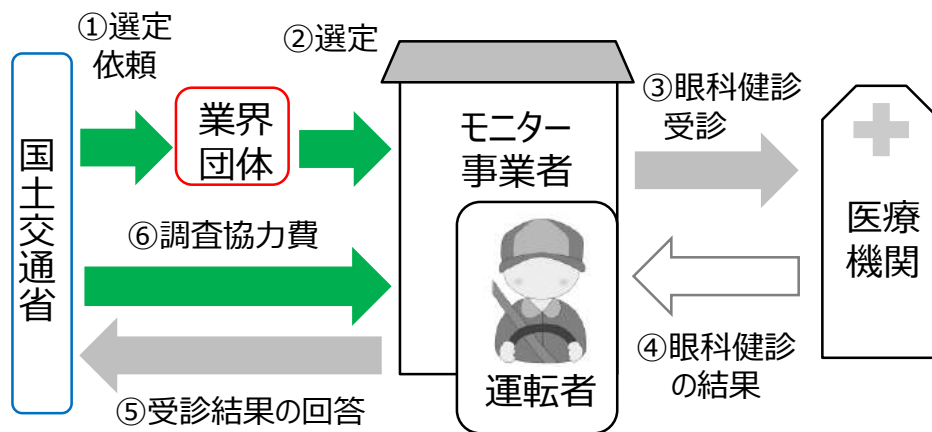 ①選定
依頼
②選定
③眼科健診
受診
国土交通省
業界
団体
モニター
事業者
医療
機関
⑥調査協力費
④眼科健診
の結果
運転者
⑤受診結果の回答